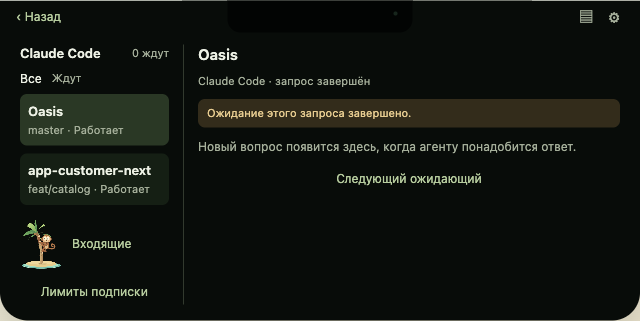 ‹ Назад
Claude Code
0 ждут
Все
Ждут
Oasis
master · Работает
app-customer-next
feat/catalog · Работает
Входящие
Лимиты подписки
Oasis
Claude Code · запрос завершён
Ожидание этого запроса завершено.
Новый вопрос появится здесь, когда агенту понадобится ответ.
Следующий ожидающий